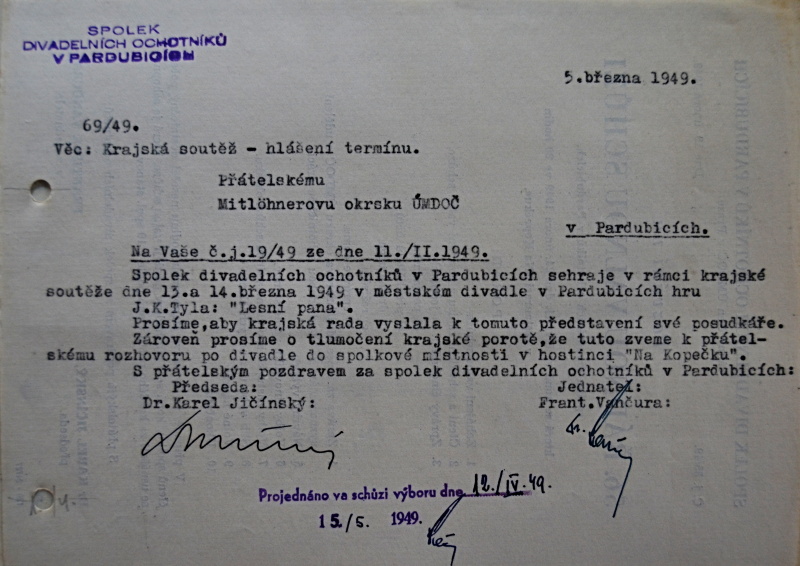 SPOLEK
DIVADELNÍCH OCHOTNÍKŮ
V PARDUBICÍCH
5.března 1949.
69/49.
Věc: Krajská soutěž - hlášení termínu.
Přátelskému
Mitlöhnerovu okrsku ÚMDOČ
v Pardubicích.
Na Vaše č.j.19/49 ze dne 11./II.1949.
Spolek divadelních ochotníků v Pardubicích sehraje v rámci krajské
soutěže dne 13.a 14.března 1949 v městském divadle v Pardubicích hru
J.K.Tyla: "Lesní pana".
Prosíme,aby krajská rada vyslala k tomuto představení své posudkáře.
Zároveň prosíme o tlumočení krajské porotě,že tuto zveme k přátel-
skému rozhovoru po divadle do spolkové místnosti v hostinci "Na Kopečku".
S přátelským pozdravem za spolek divadelních ochotníků v Pardubicích:
Předseda:
Jednatel:
Dr.Karel Jičínský:
Frant.Vančura:
Projednáno va schůzi výboru dne 12./IV.49.
15./5. 1949.